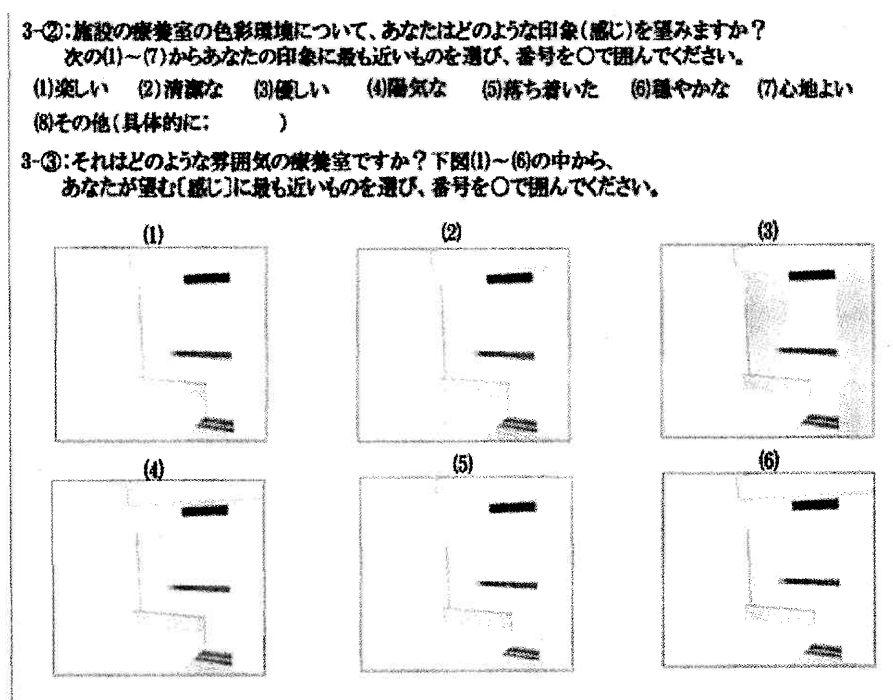 3-②:施設の療養室の色彩環境について、あなたはどのような印象(感じ)を望みますか?
次の(1)~(7)からあなたの印象に最も近いものを選び、番号を○で囲んでください。
(1)楽しい (2)清潔な (3)優しい (4)陽気な (5)落ち着いた (6)穏やかな (7)心地よい
(8)その他(具体的に; )
3-③:それはどのような雰囲気の療養室ですか?下図(1)~(6)の中から、
あなたが望む〔感じ〕に最も近いものを選び、番号を○で囲んでください。
(1) (2) (3)
(4) (5) (6)